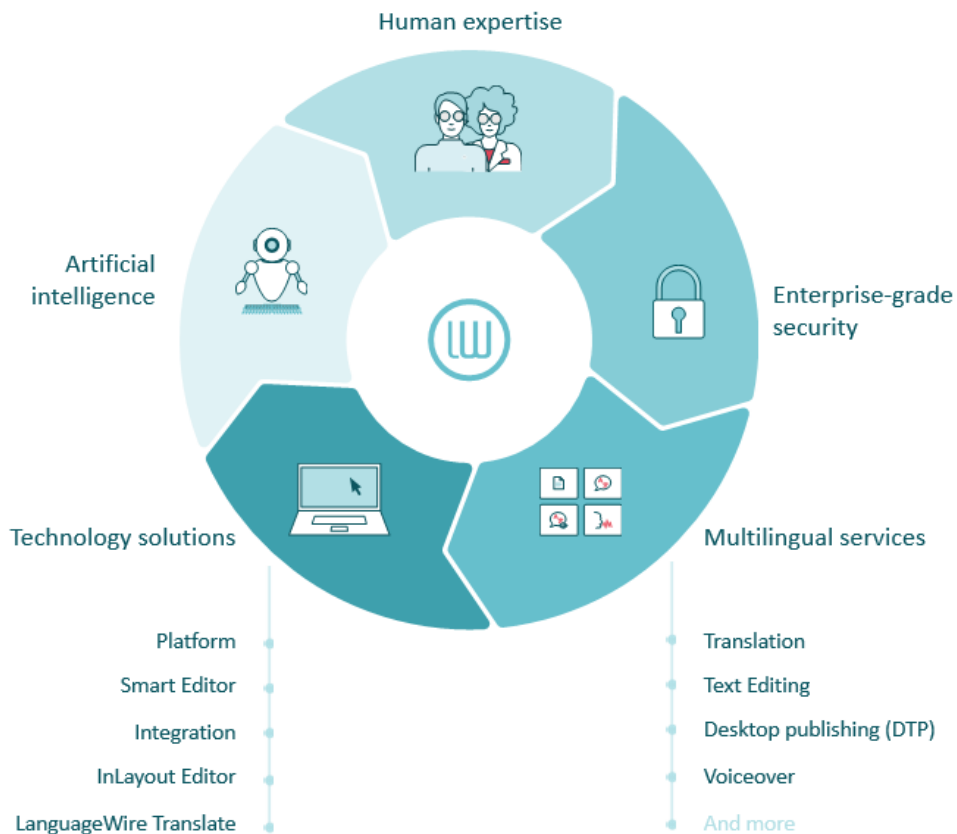 Human expertise
Artificial
intelligence
Enterprise-grade
security
LW
Technology solutions
Platform
Smart Editor
Integration
InLayout Editor
LanguageWire Translate
Multilingual services
Translation
Text Editing
Desktop publishing (DTP)
Voiceover
And more